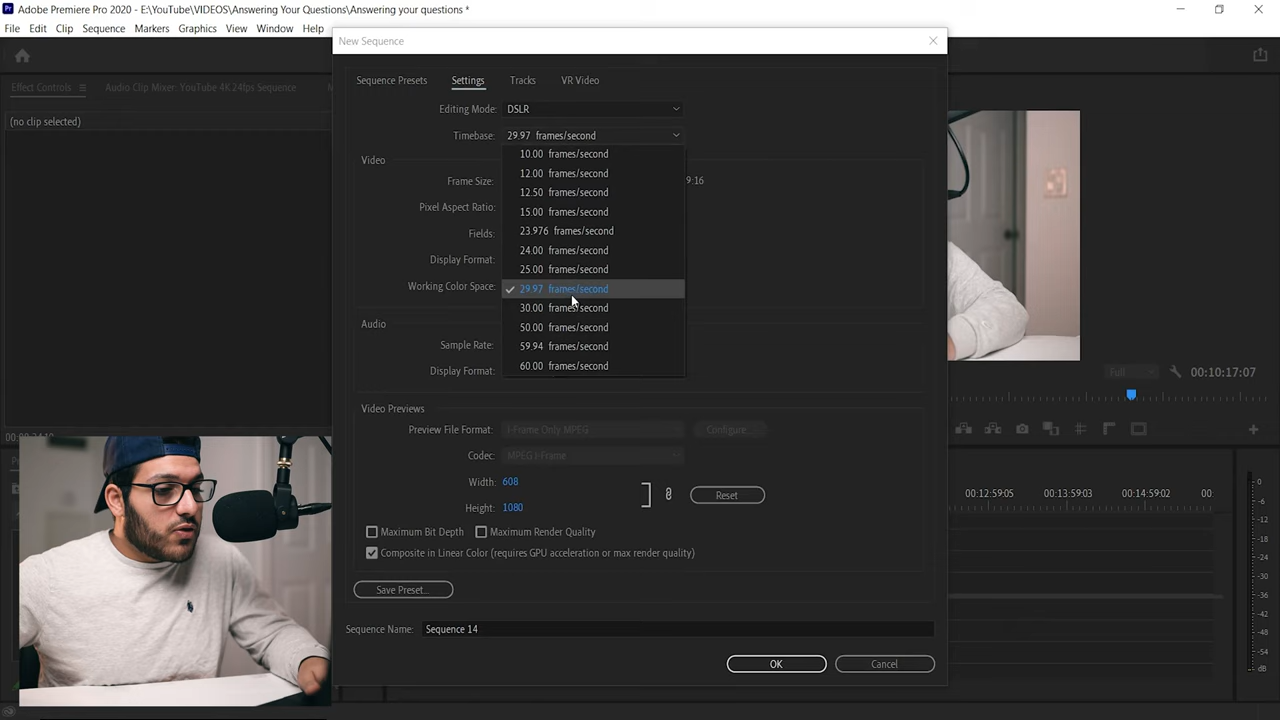 Adobe Premiere Pro 2020 - E:\YouTube\VIDEOS\Answering Your Questions\Answering your questions *
File Edit Clip Sequence Markers Graphics View Window Help
New Sequence
Effect Controls Audio Clip Mixer: YouTube 4K 24fps Sequence
(no clip selected)
Sequence Presets Settings Tracks VR Video
Editing Mode: DSLR
Timebase: 29.97 frames/second
10.00 frames/second
12.00 frames/second
12.50 frames/second
15.00 frames/second
23.976 frames/second
24.00 frames/second
25.00 frames/second
29.97 frames/second
30.00 frames/second
50.00 frames/second
59.94 frames/second
60.00 frames/second
Video
Frame Size: 9:16
Pixel Aspect Ratio:
Fields:
Display Format:
Working Color Space:
Audio
Sample Rate:
Display Format:
Full 00:10:17:07
Video Previews
Preview File Format: I-Frame Only MPEG Configure...
Codec: MPEG I-Frame
Width: 608
Height: 1080
Reset
Maximum Bit Depth Maximum Render Quality
Composite in Linear Color (requires GPU acceleration or max render quality)
Save Preset...
Sequence Name: Sequence 14
OK Cancel
00:12:59:05 00:13:59:03 00:14:59:02 00:
0
-6
-12
-18
-24
-30
-36
-42
-48
-54
dB